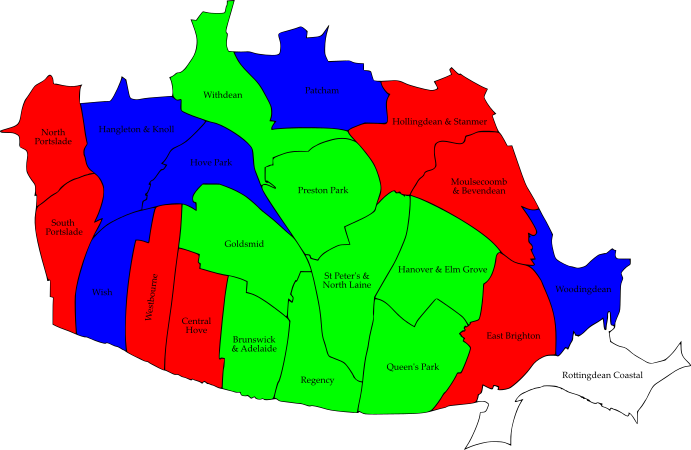 Patcham
Withdean
Hollingdean & Stanmer
Hangleton & Knoll
North
Portslade
Hove Park
Moulsecoomb
& Bevendean
Preston Park
South
Portslade
Goldsmid
Hanover & Elm Grove
St Peter's &
North Laine
Wish
Woodingdean
Westbourne
Central
Hove
East Brighton
Brunswick
& Adelaide
Queen's Park
Rottingdean Coastal
Regency